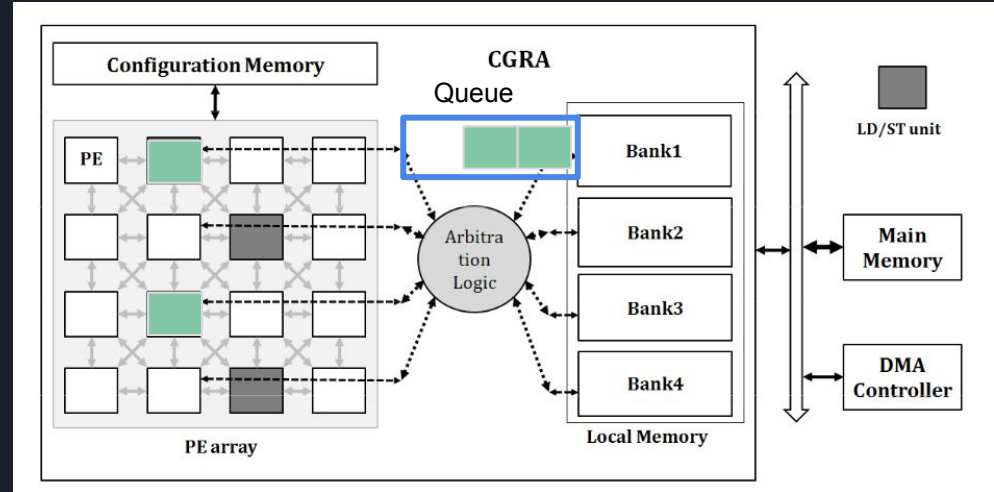 CGRA
Configuration Memory
Queue
PE
Bank1
Bank2
Bank3
Bank4
Arbitra
tion
Logic
PE array
Local Memory
LD/ST unit
Main
Memory
DMA
Controller